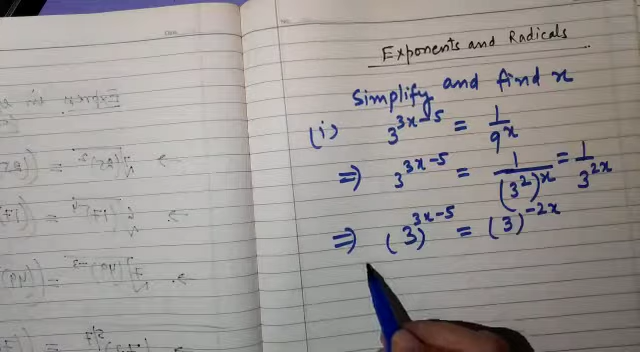 Exponents and Radicals
Simplify and find x
(i) 3^{3x-5} = 1/9^x
⇒ 3^{3x-5} = 1/(3^2)^x = 1/3^{2x}
⇒ (3)^{3x-5} = (3)^{-2x}